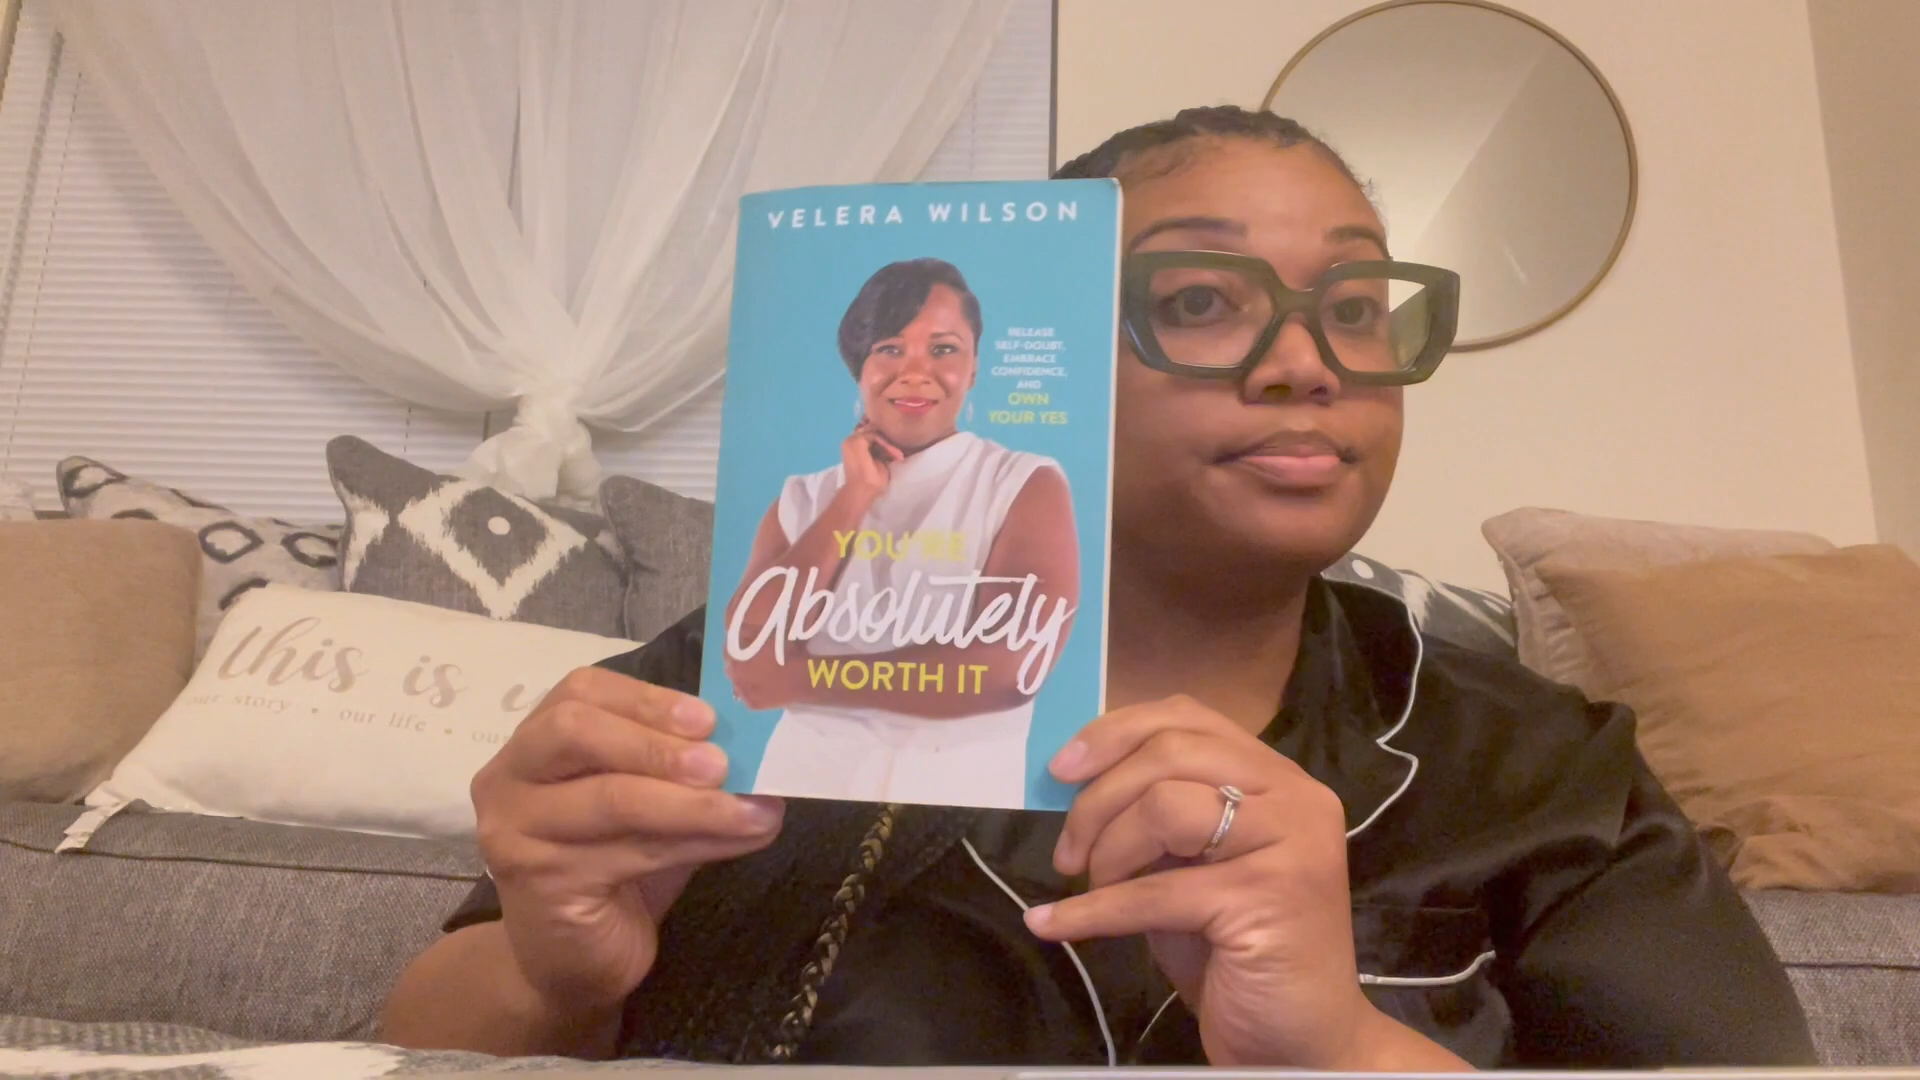 VELERA WILSON
RELEASE
SELF-DOUBT,
EMBRACE
CONFIDENCE,
AND
OWN
YOUR YES
YOU'RE
Absolutely
WORTH IT
this is
our story • our life • our